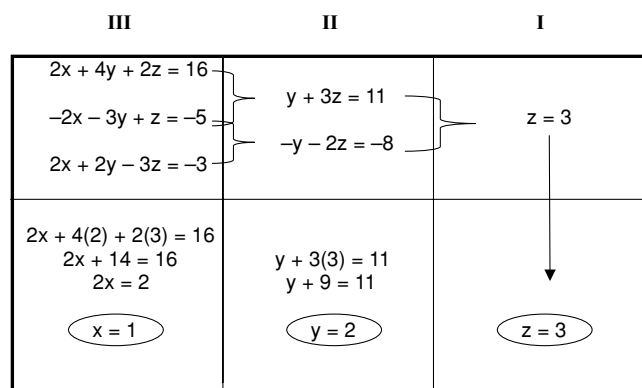 III II I
2x + 4y + 2z = 16
–2x – 3y + z = –5
2x + 2y – 3z = –3
y + 3z = 11
–y – 2z = –8
z = 3
2x + 4(2) + 2(3) = 16
2x + 14 = 16
2x = 2
x = 1
y + 3(3) = 11
y + 9 = 11
y = 2
z = 3